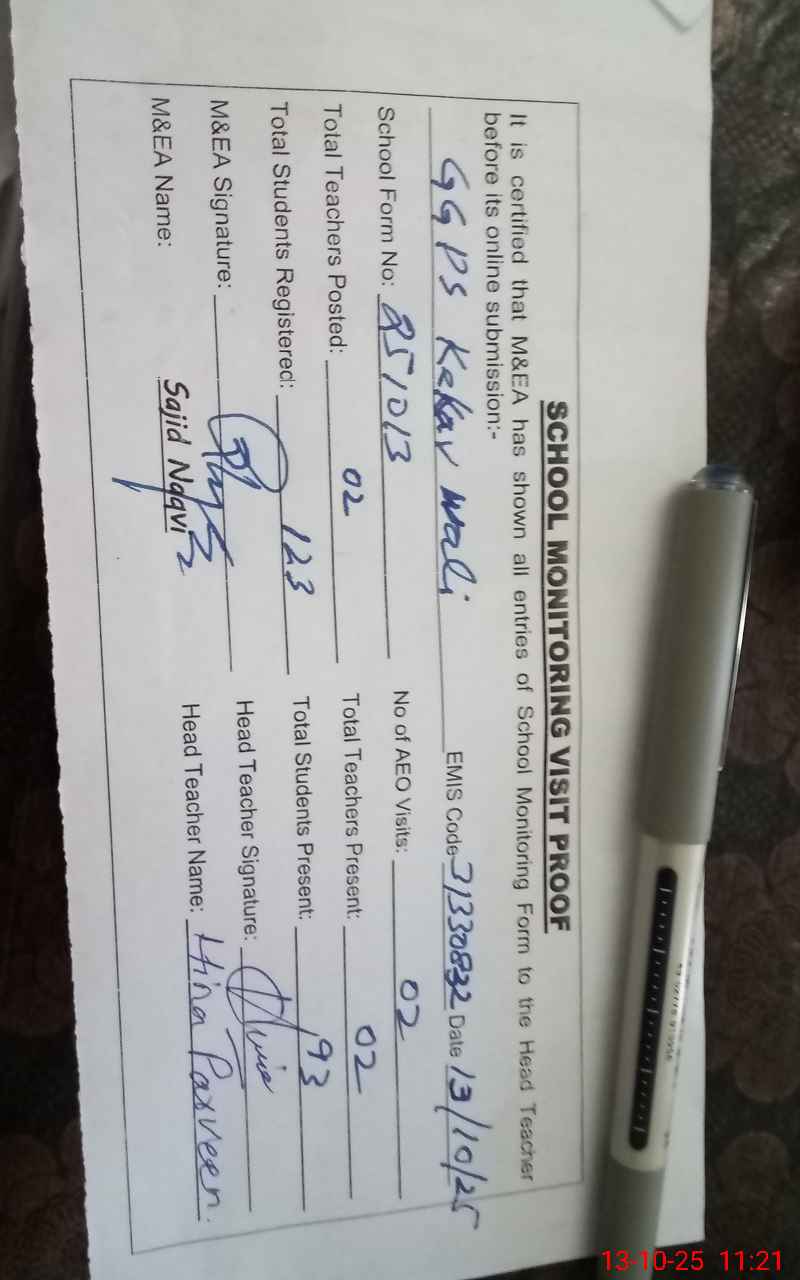 SCHOOL MONITORING VISIT PROOF
It is certified that M&EA has shown all entries of School Monitoring Form to the Head Teacher
before its online submission:-
GGPS Kakar Wali EMIS Code 31330832 Date 13/10/25
School Form No: 251013 No of AEO Visits: 02
Total Teachers Posted: 02 Total Teachers Present: 02
Total Students Registered: 123 Total Students Present: 93
M&EA Signature: Head Teacher Signature:
M&EA Name: Sajid Naqvi Head Teacher Name: Hina Parveen.
13-10-25 11:21